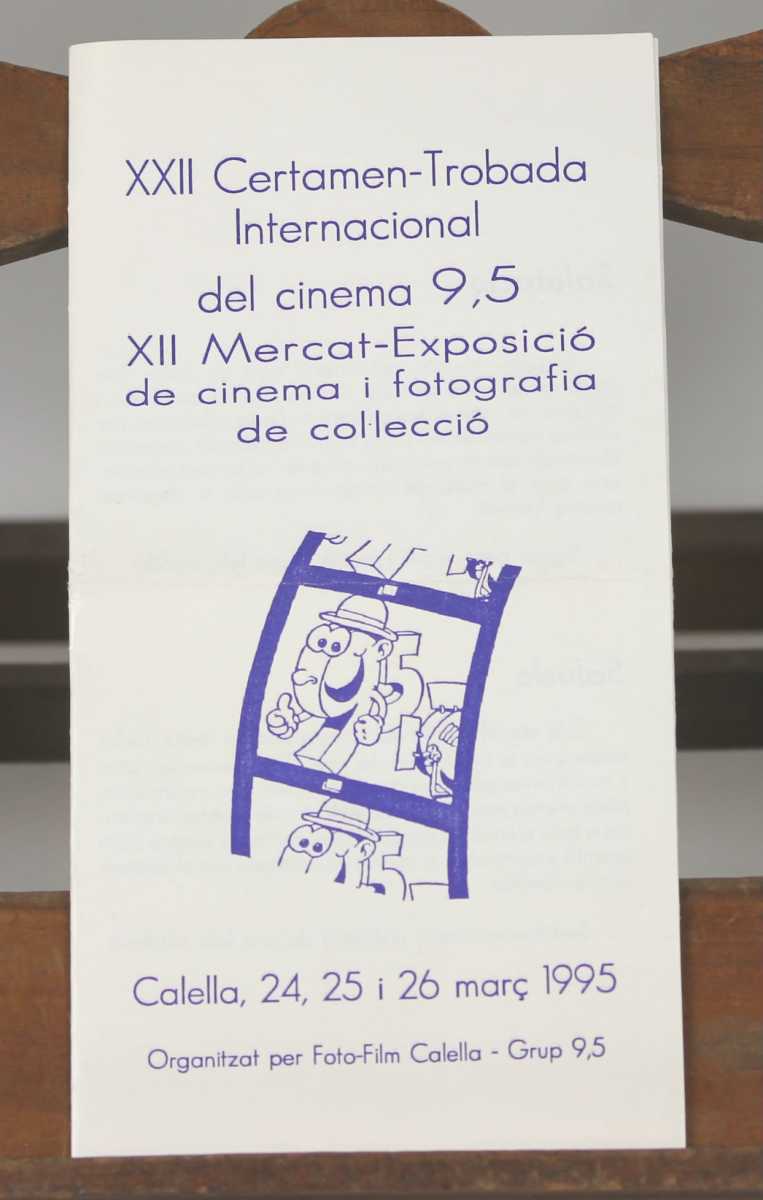 XXII Certamen-Trobada
Internacional
del cinema 9,5
XII Mercat-Exposició
de cinema i fotografia
de col·lecció
Calella, 24, 25 i 26 març 1995
Organitzat per Foto-Film Calella - Grup 9,5